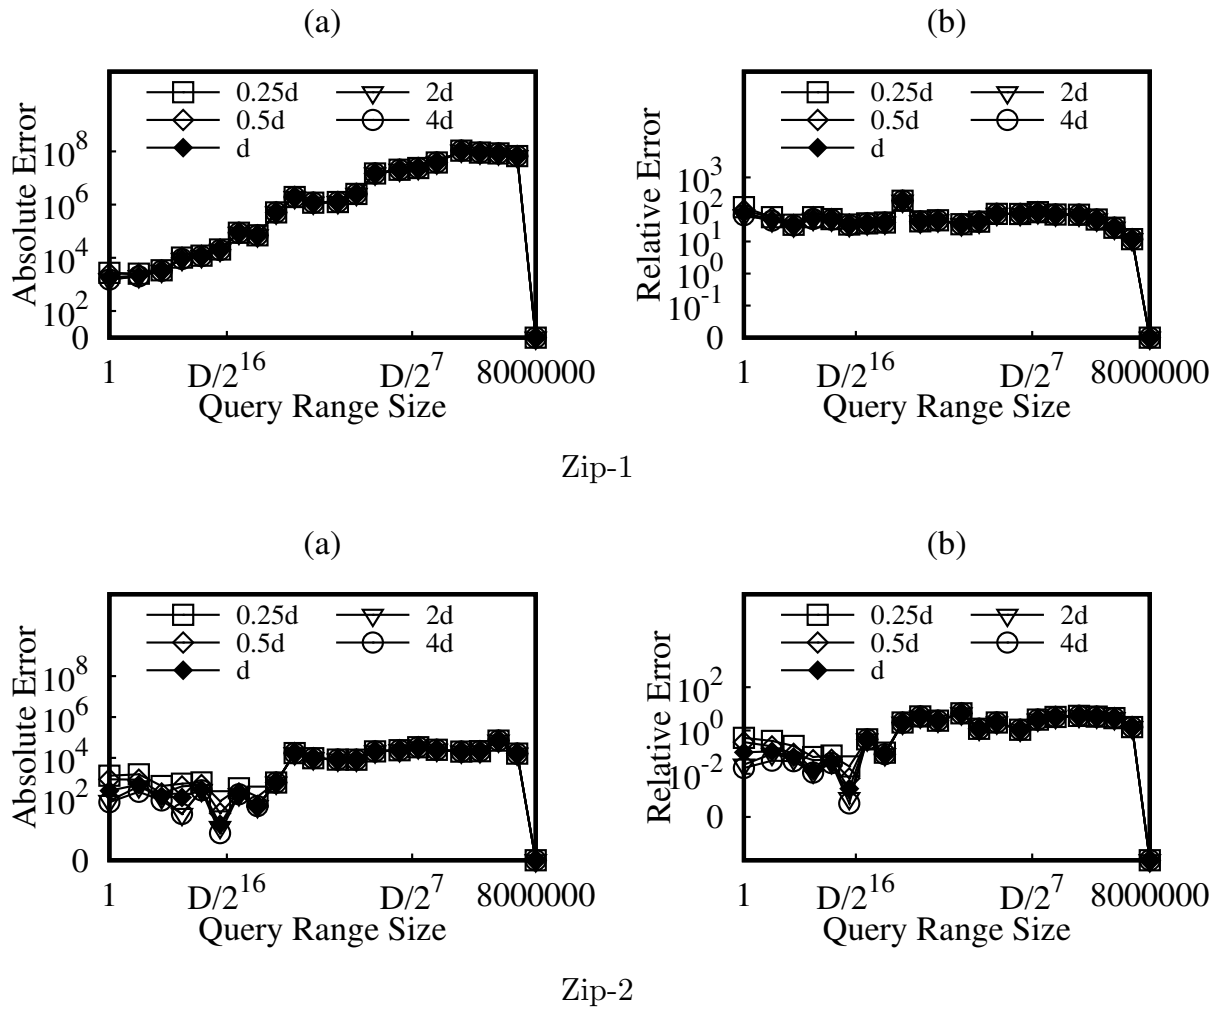 (a)
Absolute Error
0.25d
0.5d
d
2d
4d
10^8
10^6
10^4
10^2
0
1
D/2^16
D/2^7
8000000
Query Range Size
(b)
Relative Error
0.25d
0.5d
d
2d
4d
10^3
10^2
10^1
10^0
10^-1
0
1
D/2^16
D/2^7
8000000
Query Range Size
Zip-1
(a)
Absolute Error
0.25d
0.5d
d
2d
4d
10^8
10^6
10^4
10^2
0
1
D/2^16
D/2^7
8000000
Query Range Size
(b)
Relative Error
0.25d
0.5d
d
2d
4d
10^2
10^0
10^-2
0
1
D/2^16
D/2^7
8000000
Query Range Size
Zip-2